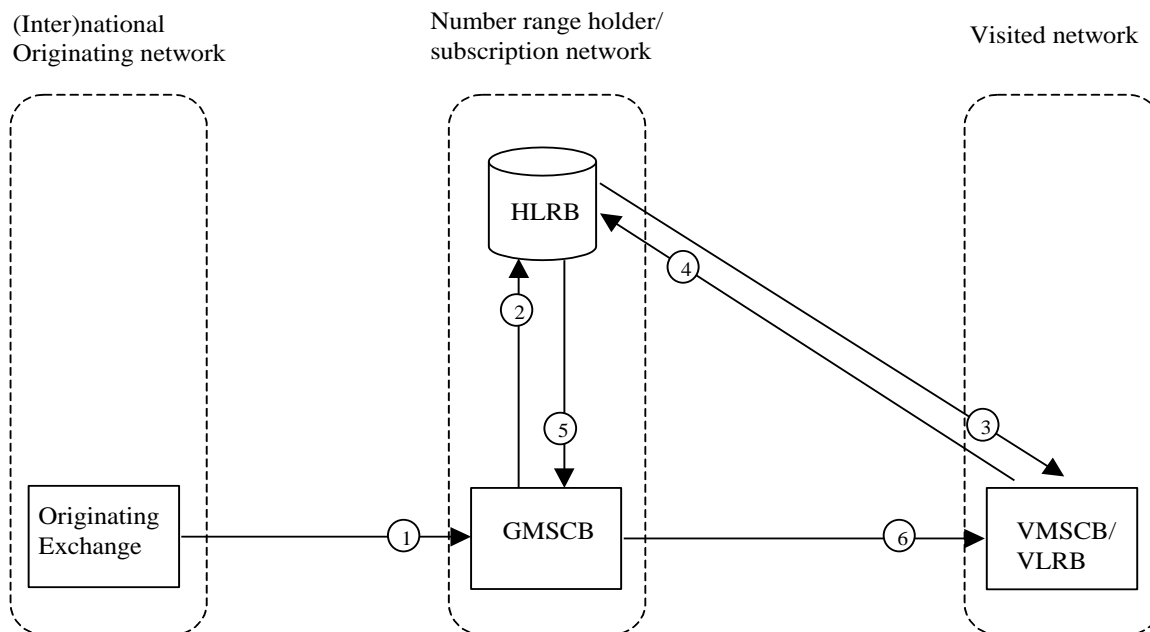 (Inter)national
Originating network
Number range holder/
subscription network
Visited network
HLRB
4
2
3
5
Originating
Exchange
1
GMSCB
6
VMSCB/
VLRB